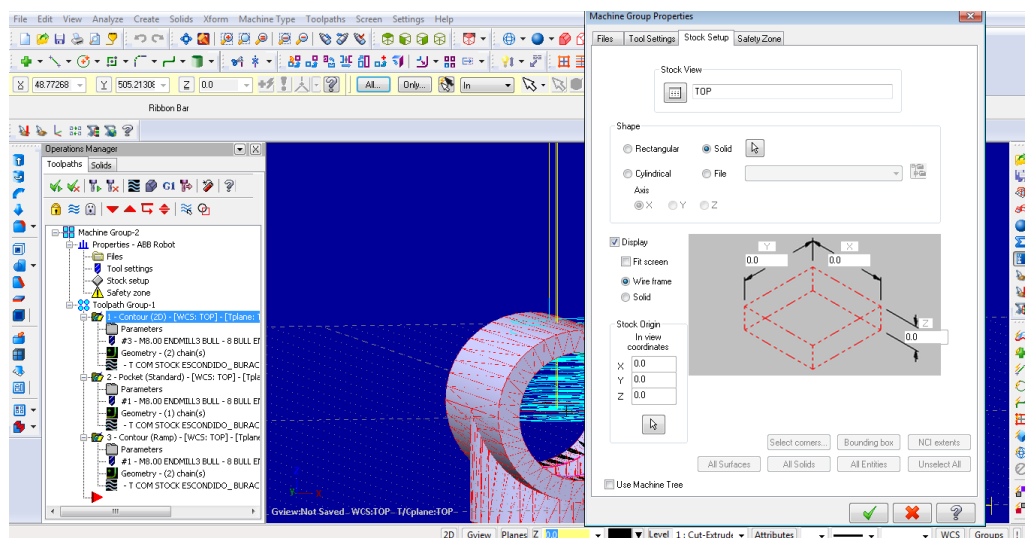 File Edit View Analyze Create Solids Xform Machine Type Toolpaths Screen Settings Help
X 48.77268 Y 505.21308 Z 0.0 All... Only... In
Ribbon Bar
Operations Manager
Toolpaths Solids
G1
Machine Group-2
Properties - ABB Robot
Files
Tool settings
Stock setup
Safety zone
Toolpath Group-1
1 - Contour (2D) - [WCS: TOP] - [Tplane: T
Parameters
#3 - M8.00 ENDMILL3 BULL - 8 BULL EN
Geometry - (2) chain(s)
- T COM STOCK ESCONDIDO_BURAC
2 - Pocket (Standard) - [WCS: TOP] - [Tpla
Parameters
#1 - M8.00 ENDMILL3 BULL - 8 BULL EN
Geometry - (1) chain(s)
- T COM STOCK ESCONDIDO_BURAC
3 - Contour (Ramp) - [WCS: TOP] - [Tplane
Parameters
#1 - M8.00 ENDMILL3 BULL - 8 BULL EN
Geometry - (2) chain(s)
- T COM STOCK ESCONDIDO_BURAC
Y X
Gview:Not Saved - WCS:TOP - T/Cplane:TOP-
Machine Group Properties
Files Tool Settings Stock Setup Safety Zone
Stock View
TOP
Shape
Rectangular Solid
Cylindrical File
Axis
X Y Z
Display
Fit screen
Wire frame
Solid
Y X
0.0 0.0
Z
0.0
Stock Origin
In view
coordinates
X 0.0
Y 0.0
Z 0.0
Select corners... Bounding box NCI extents
All Surfaces All Solids All Entities Unselect All
Use Machine Tree
2D Gview Planes Z 0.0 Level 1 : Cut-Extrude Attributes WCS Groups